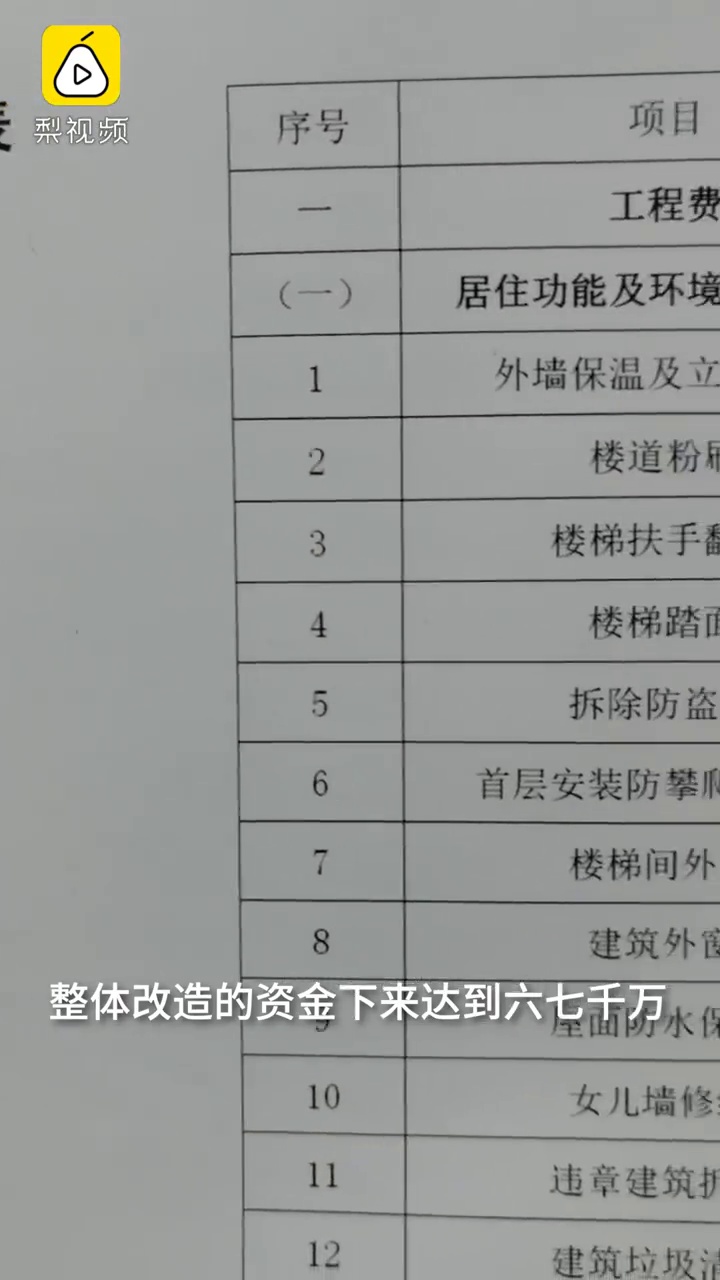 梨视频
序号 项目
一 工程费
（一） 居住功能及环境
1 外墙保温及立
2 楼道粉刷
3 楼梯扶手翻
4 楼梯踏面
5 拆除防盗
6 首层安装防攀爬
7 楼梯间外
8 建筑外窗
整体改造的资金下来达到六七千万
9 屋面防水保
10 女儿墙修
11 违章建筑拆
12 建筑垃圾清